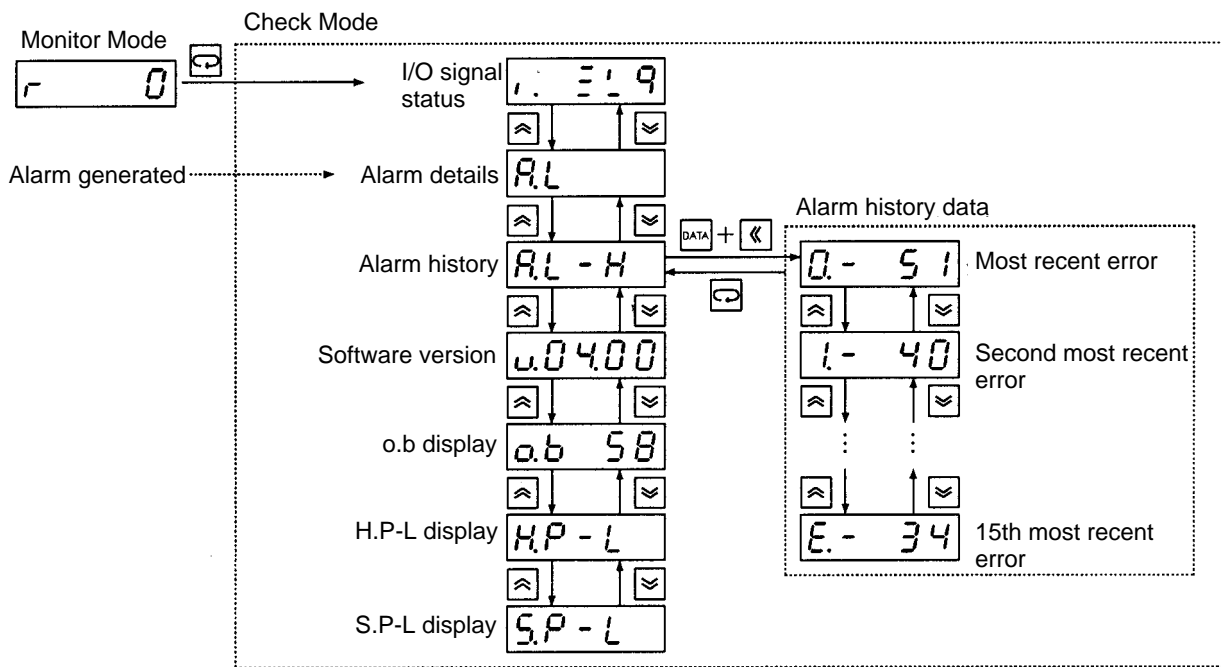 Check Mode
Monitor Mode
r 0
I/O signal
status
Alarm generated
Alarm details
A.L
Alarm history
A.L - H
DATA +
Alarm history data
0.- 51
Most recent error
1.- 40
Second most recent
error
E.- 34
15th most recent
error
Software version
v.04.00
o.b display
o.b 58
H.P-L display
H.P - L
S.P-L display
S.P - L